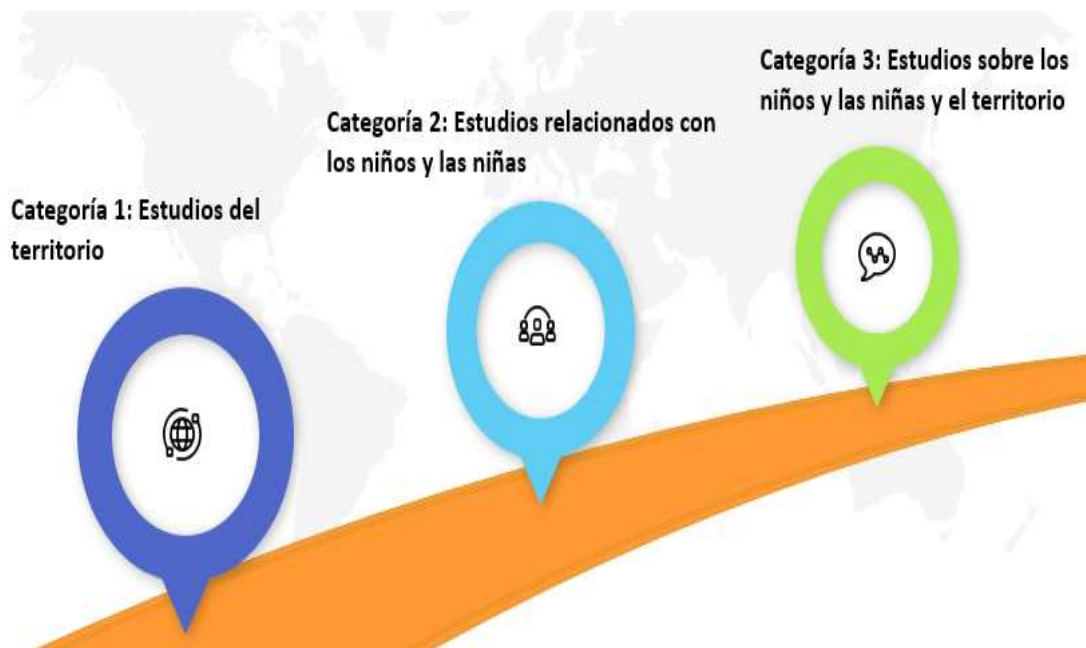 Categoría 1: Estudios del
territorio
Categoría 2: Estudios relacionados con
los niños y las niñas
Categoría 3: Estudios sobre los
niños y las niñas y el territorio